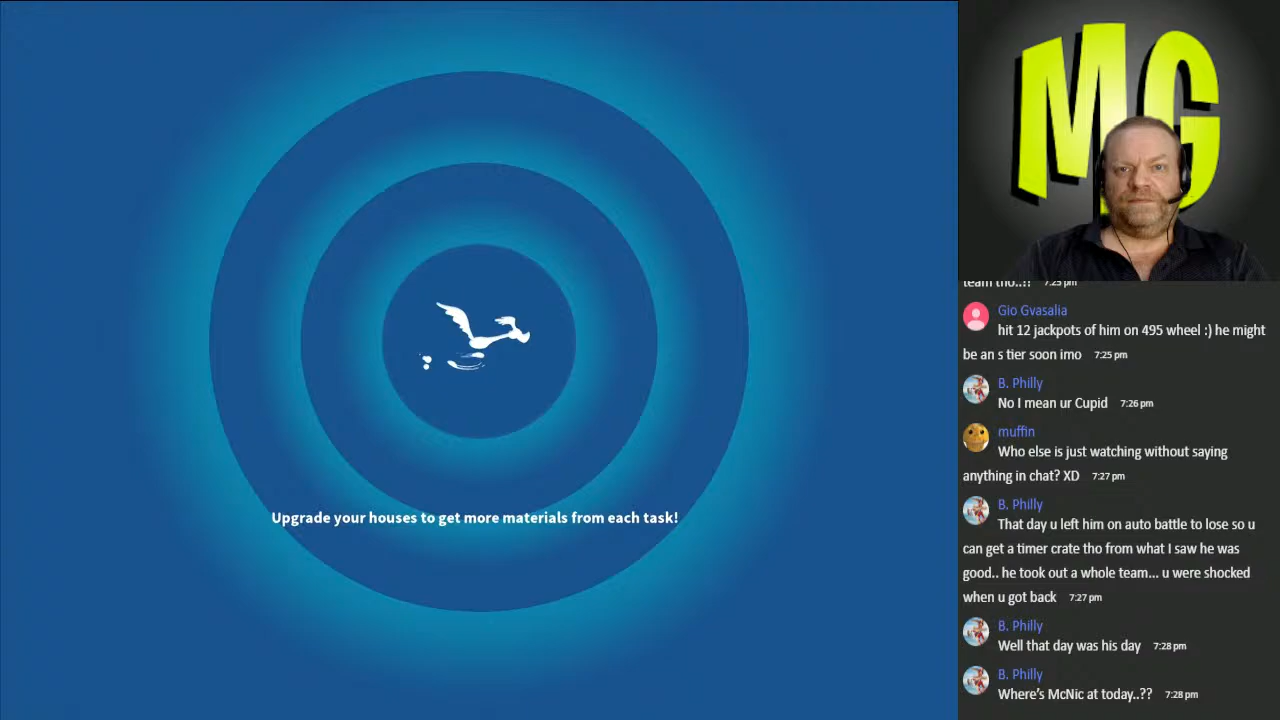 MG
Upgrade your houses to get more materials from each task!
team tho..!! 7:25 pm
Gio Gvasalia
hit 12 jackpots of him on 495 wheel :) he might
be an s tier soon imo 7:25 pm
B. Philly
No I mean ur Cupid 7:26 pm
muffin
Who else is just watching without saying
anything in chat? XD 7:27 pm
B. Philly
That day u left him on auto battle to lose so u
can get a timer crate tho from what I saw he was
good.. he took out a whole team... u were shocked
when u got back 7:27 pm
B. Philly
Well that day was his day 7:28 pm
B. Philly
Where's McNic at today..?? 7:28 pm